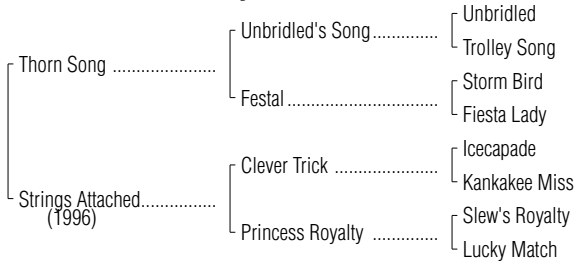 Unbridled
Unbridled's Song..............
Trolley Song
Thorn Song ......................
Storm Bird
Festal ................................
Fiesta Lady
Icecapade
Clever Trick ......................
Kankakee Miss
Strings Attached................
(1996)
Slew's Royalty
Princess Royalty ..............
Lucky Match